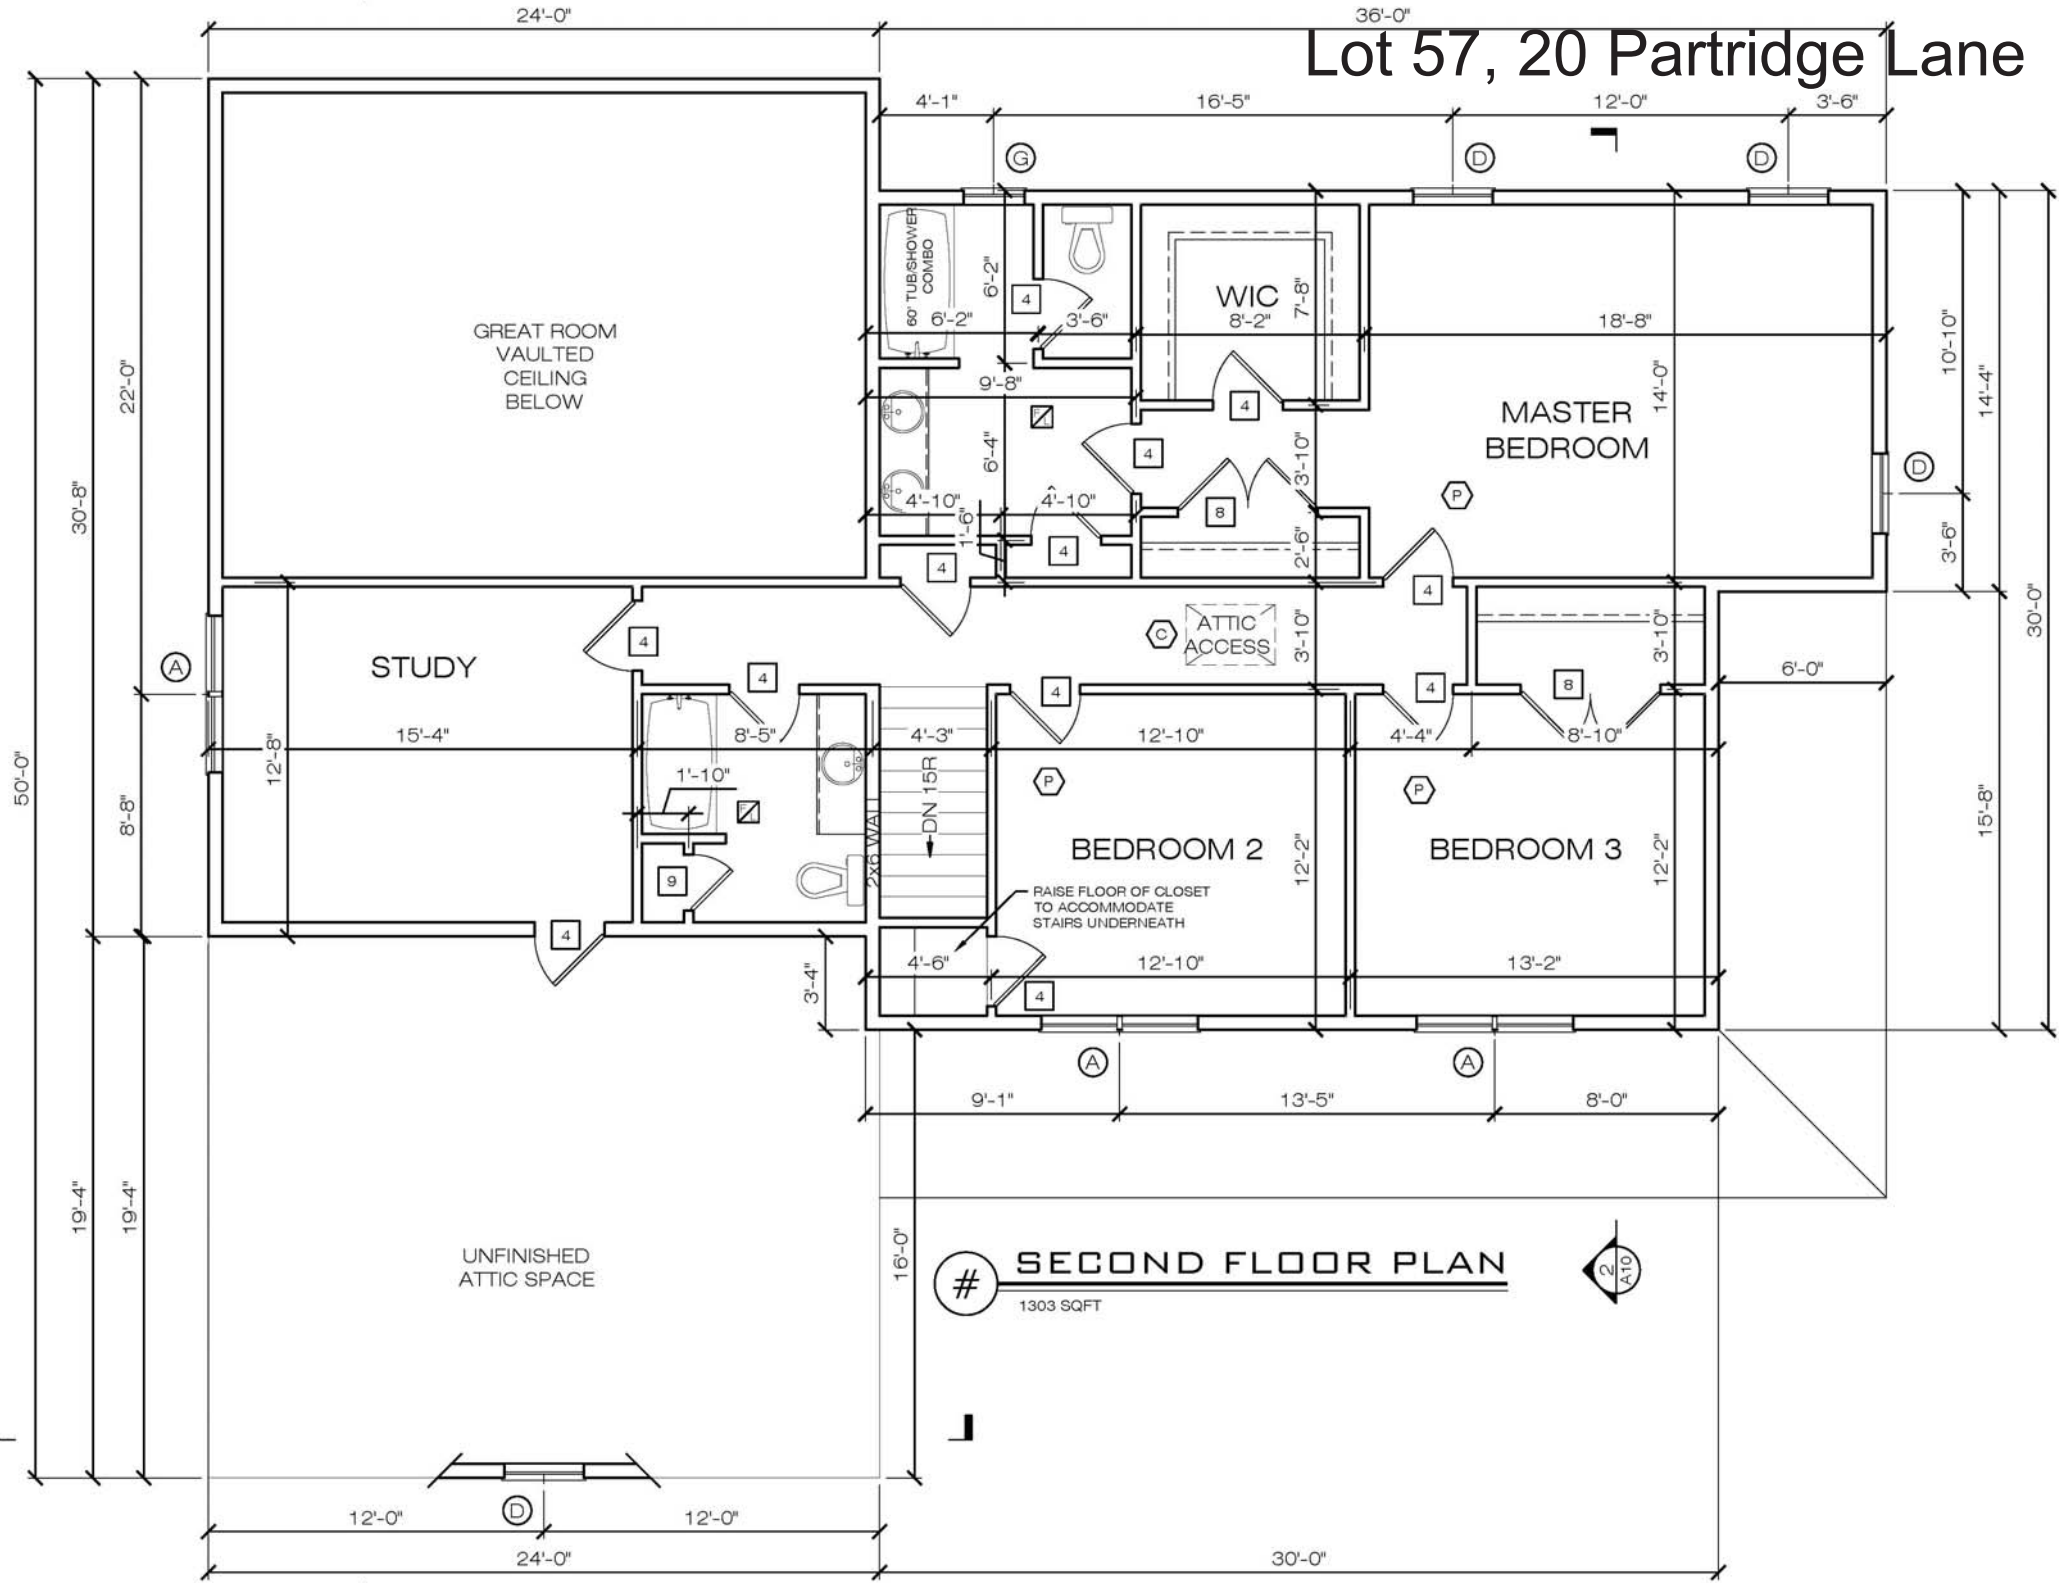 24'-0"
36'-0"
Lot 57, 20 Partridge Lane
4'-1"
16'-5"
12'-0"
3'-6"
G
D
D
60" TUB/SHOWER
COMBO
6'-2"
4
6'-2"
3'-6"
WIC
8'-2"
7'-8"
18'-8"
10'-10"
14'-4"
GREAT ROOM
VAULTED
CEILING
BELOW
22'-0"
30'-8"
9'-8"
4
14'-0"
MASTER
BEDROOM
6'-4"
4
3'-10"
D
P
4'-10"
4'-10"
1'-6"
8
2'-6"
3'-6"
4
4
4
30'-0"
A
STUDY
4
C
ATTIC
ACCESS
3'-10"
3'-10"
6'-0"
4
4
4
8
15'-4"
12'-8"
8'-5"
4'-3"
12'-10"
4'-4"
8'-10"
50'-0"
8'-8"
1'-10"
DN 15R
2x6 WALL
P
P
BEDROOM 2
12'-2"
BEDROOM 3
12'-2"
15'-8"
9
RAISE FLOOR OF CLOSET
TO ACCOMMODATE
STAIRS UNDERNEATH
4
4'-6"
12'-10"
13'-2"
3'-4"
4
A
A
9'-1"
13'-5"
8'-0"
19'-4"
19'-4"
16'-0"
UNFINISHED
ATTIC SPACE
#
SECOND FLOOR PLAN
1303 SQFT
2
A10
D
12'-0"
12'-0"
24'-0"
30'-0"